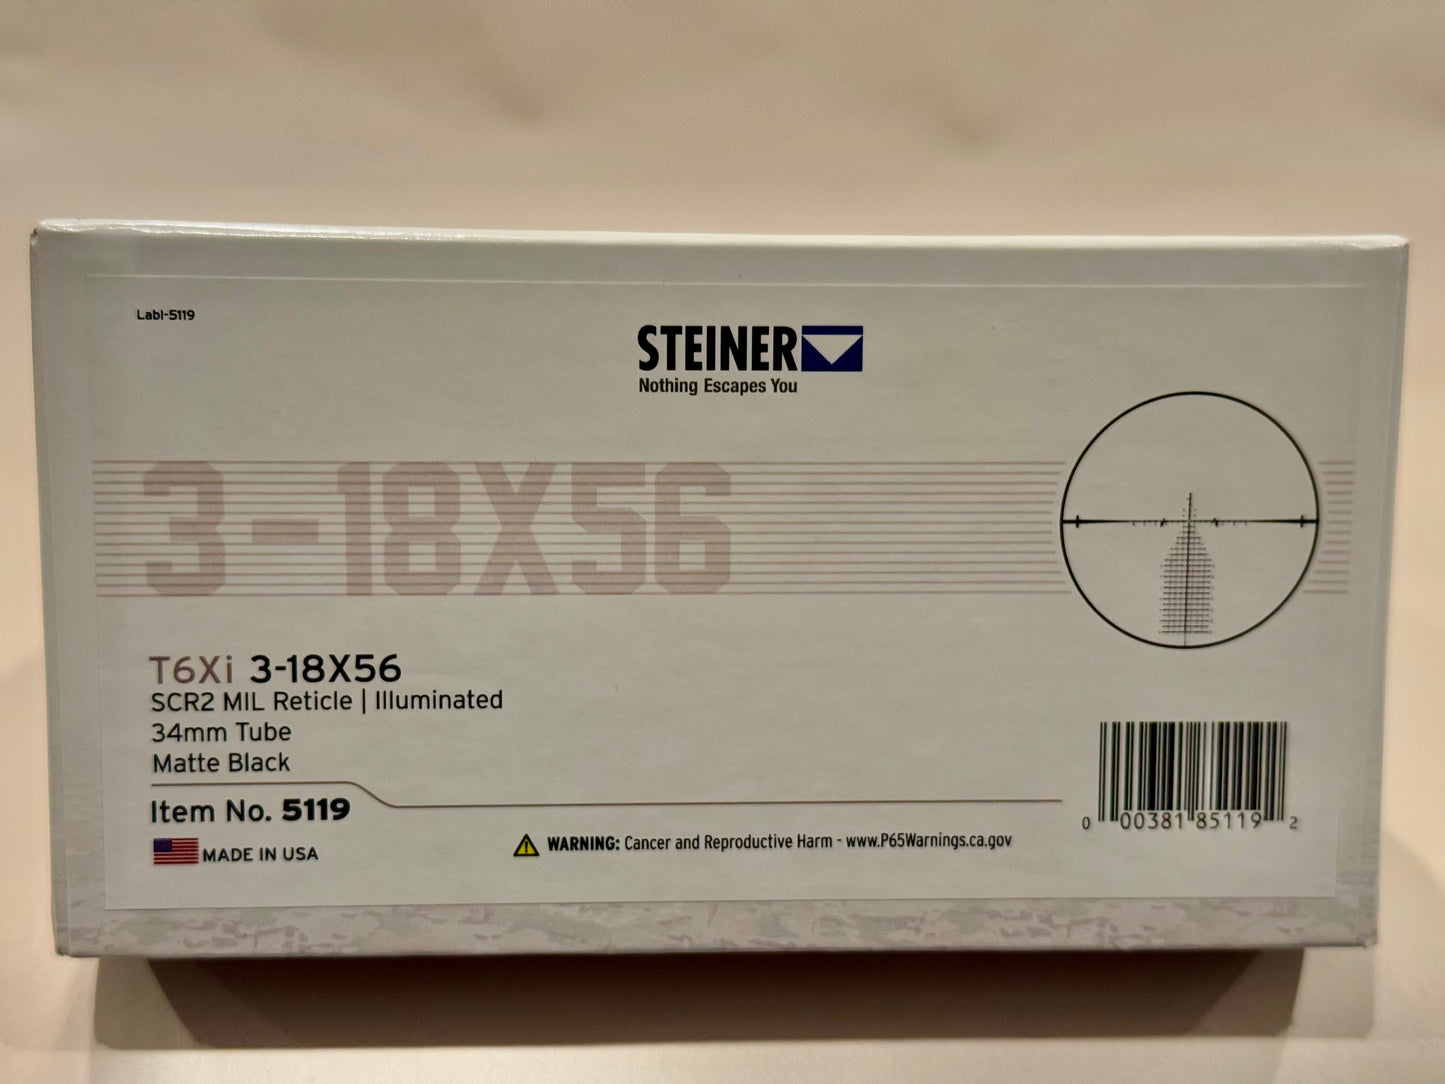 Labl-5119
STEINER
Nothing Escapes You
3-18X56
T6Xi 3-18X56
SCR2 MIL Reticle | Illuminated
34mm Tube
Matte Black
Item No. 5119
MADE IN USA
WARNING: Cancer and Reproductive Harm - www.P65Warnings.ca.gov
0 00381 85119 2